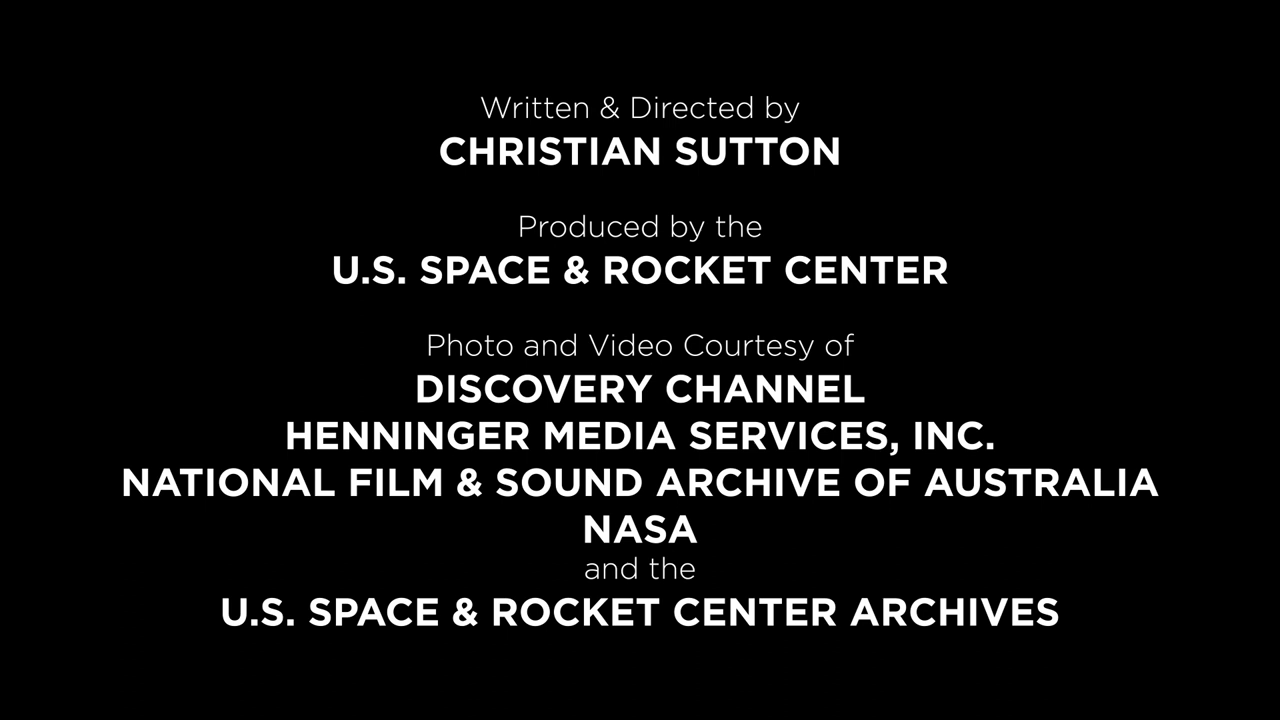 Written & Directed by
CHRISTIAN SUTTON
Produced by the
U.S. SPACE & ROCKET CENTER
Photo and Video Courtesy of
DISCOVERY CHANNEL
HENNINGER MEDIA SERVICES, INC.
NATIONAL FILM & SOUND ARCHIVE OF AUSTRALIA
NASA
and the
U.S. SPACE & ROCKET CENTER ARCHIVES